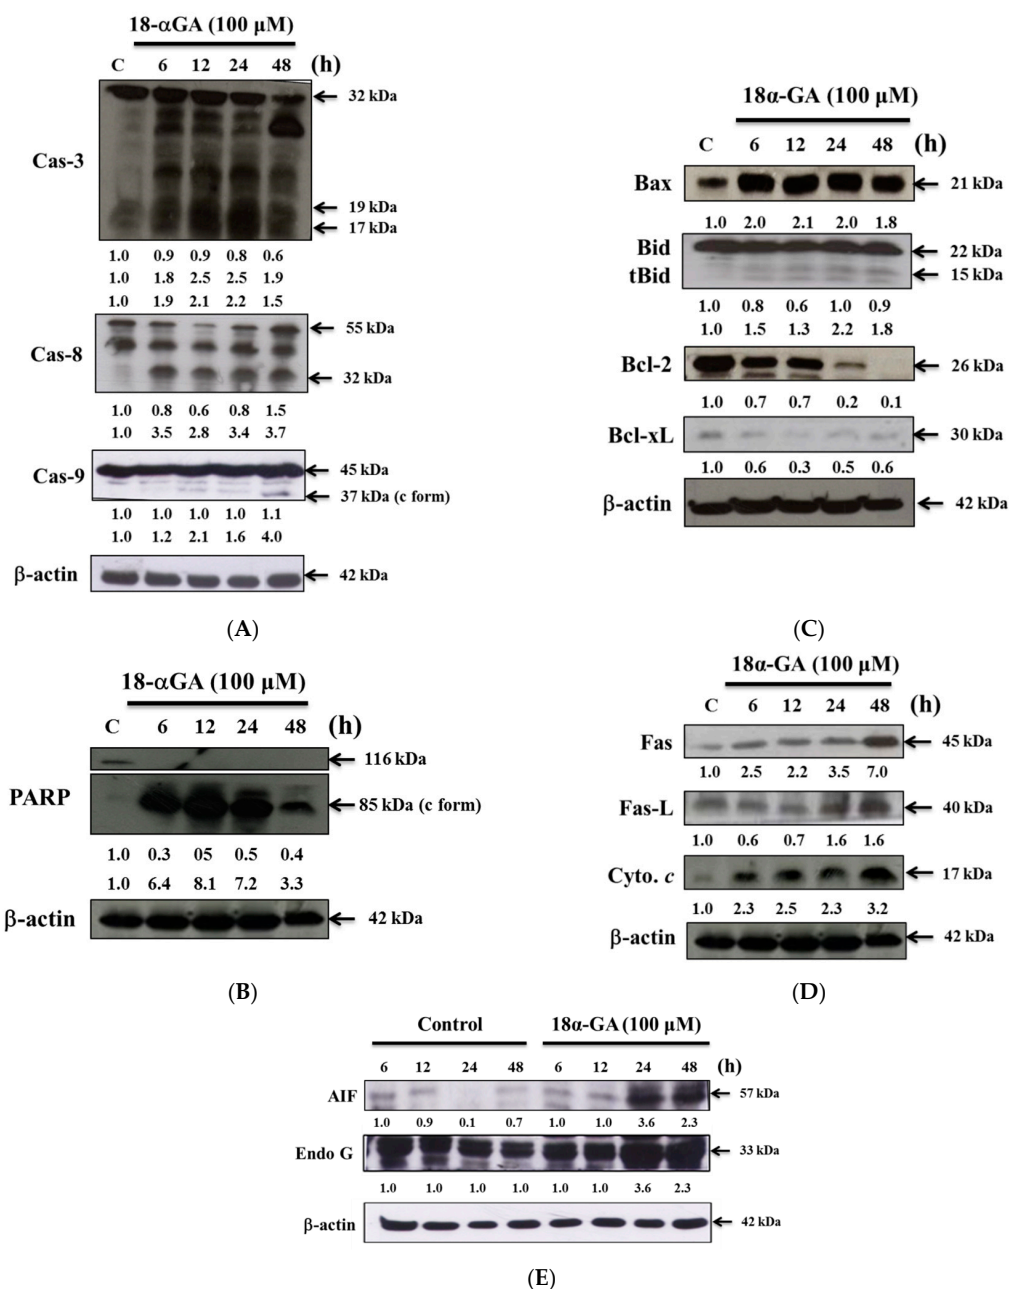 18-αGA (100 µM)
C 6 12 24 48 (h)
Cas-3
32 kDa
19 kDa
17 kDa
1.0 0.9 0.9 0.8 0.6
1.0 1.8 2.5 2.5 1.9
1.0 1.9 2.1 2.2 1.5
Cas-8
55 kDa
32 kDa
1.0 0.8 0.6 0.8 1.5
1.0 3.5 2.8 3.4 3.7
Cas-9
45 kDa
37 kDa (c form)
1.0 1.0 1.0 1.0 1.1
1.0 1.2 2.1 1.6 4.0
β-actin 42 kDa
(A)
18α-GA (100 µM)
C 6 12 24 48 (h)
Bax 21 kDa
1.0 2.0 2.1 2.0 1.8
Bid 22 kDa
tBid 15 kDa
1.0 0.8 0.6 1.0 0.9
1.0 1.5 1.3 2.2 1.8
Bcl-2 26 kDa
1.0 0.7 0.7 0.2 0.1
Bcl-xL 30 kDa
1.0 0.6 0.3 0.5 0.6
β-actin 42 kDa
(C)
18-αGA (100 µM)
C 6 12 24 48 (h)
116 kDa
PARP 85 kDa (c form)
1.0 0.3 05 0.5 0.4
1.0 6.4 8.1 7.2 3.3
β-actin 42 kDa
(B)
18α-GA (100 µM)
C 6 12 24 48 (h)
Fas 45 kDa
1.0 2.5 2.2 3.5 7.0
Fas-L 40 kDa
1.0 0.6 0.7 1.6 1.6
Cyto. c 17 kDa
1.0 2.3 2.5 2.3 3.2
β-actin 42 kDa
(D)
Control 18α-GA (100 µM)
6 12 24 48 6 12 24 48 (h)
AIF 57 kDa
1.0 0.9 0.1 0.7 1.0 1.0 3.6 2.3
Endo G 33 kDa
1.0 1.0 1.0 1.0 1.0 1.0 3.6 2.3
β-actin 42 kDa
(E)